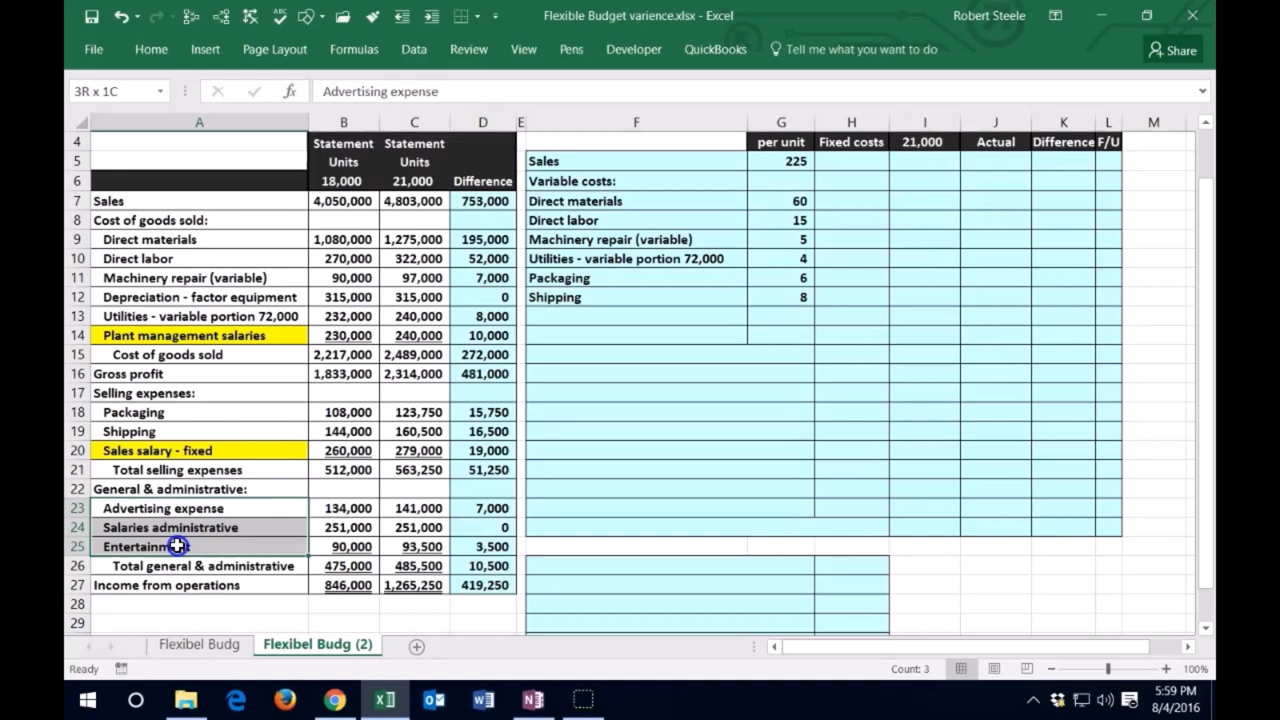 Flexible Budget varience.xlsx - Excel
Robert Steele
File Home Insert Page Layout Formulas Data Review View Pens Developer QuickBooks Tell me what you want to do Share
3R x 1C fx Advertising expense
A B C D E F G H I J K L M
4 Statement Statement per unit Fixed costs 21,000 Actual Difference F/U
5 Units Units Sales 225
6 18,000 21,000 Difference Variable costs:
7 Sales 4,050,000 4,803,000 753,000 Direct materials 60
8 Cost of goods sold: Direct labor 15
9 Direct materials 1,080,000 1,275,000 195,000 Machinery repair (variable) 5
10 Direct labor 270,000 322,000 52,000 Utilities - variable portion 72,000 4
11 Machinery repair (variable) 90,000 97,000 7,000 Packaging 6
12 Depreciation - factor equipment 315,000 315,000 0 Shipping 8
13 Utilities - variable portion 72,000 232,000 240,000 8,000
14 Plant management salaries 230,000 240,000 10,000
15 Cost of goods sold 2,217,000 2,489,000 272,000
16 Gross profit 1,833,000 2,314,000 481,000
17 Selling expenses:
18 Packaging 108,000 123,750 15,750
19 Shipping 144,000 160,500 16,500
20 Sales salary - fixed 260,000 279,000 19,000
21 Total selling expenses 512,000 563,250 51,250
22 General & administrative:
23 Advertising expense 134,000 141,000 7,000
24 Salaries administrative 251,000 251,000 0
25 Entertainment 90,000 93,500 3,500
26 Total general & administrative 475,000 485,500 10,500
27 Income from operations 846,000 1,265,250 419,250
28
29
Flexibel Budg Flexibel Budg (2)
Ready Count: 3 100%
5:59 PM
8/4/2016